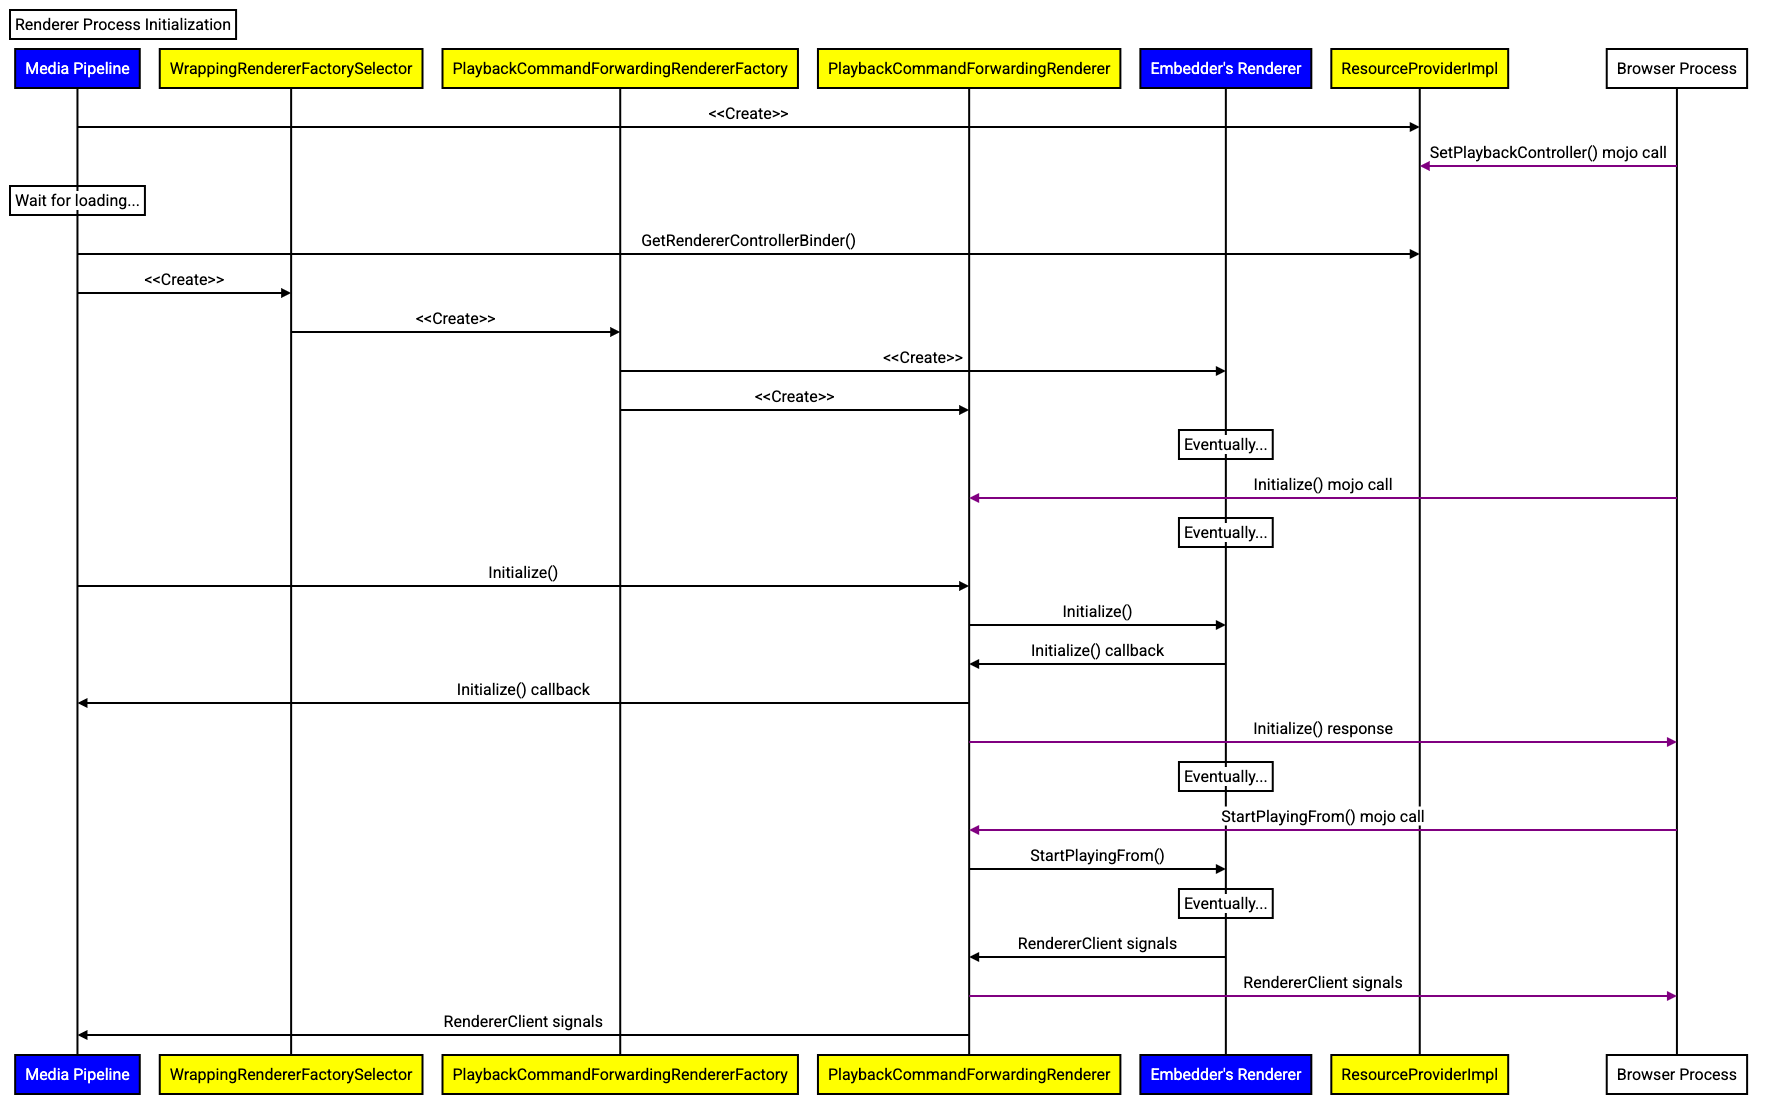 Renderer Process Initialization
Media Pipeline
WrappingRendererFactorySelector
PlaybackCommandForwardingRendererFactory
PlaybackCommandForwardingRenderer
Embedder's Renderer
ResourceProviderImpl
Browser Process
<<Create>>
SetPlaybackController() mojo call
Wait for loading...
GetRendererControllerBinder()
<<Create>>
<<Create>>
<<Create>>
<<Create>>
Eventually...
Initialize() mojo call
Eventually...
Initialize()
Initialize()
Initialize() callback
Initialize() callback
Initialize() response
Eventually...
StartPlayingFrom() mojo call
StartPlayingFrom()
Eventually...
RendererClient signals
RendererClient signals
RendererClient signals
Media Pipeline
WrappingRendererFactorySelector
PlaybackCommandForwardingRendererFactory
PlaybackCommandForwardingRenderer
Embedder's Renderer
ResourceProviderImpl
Browser Process